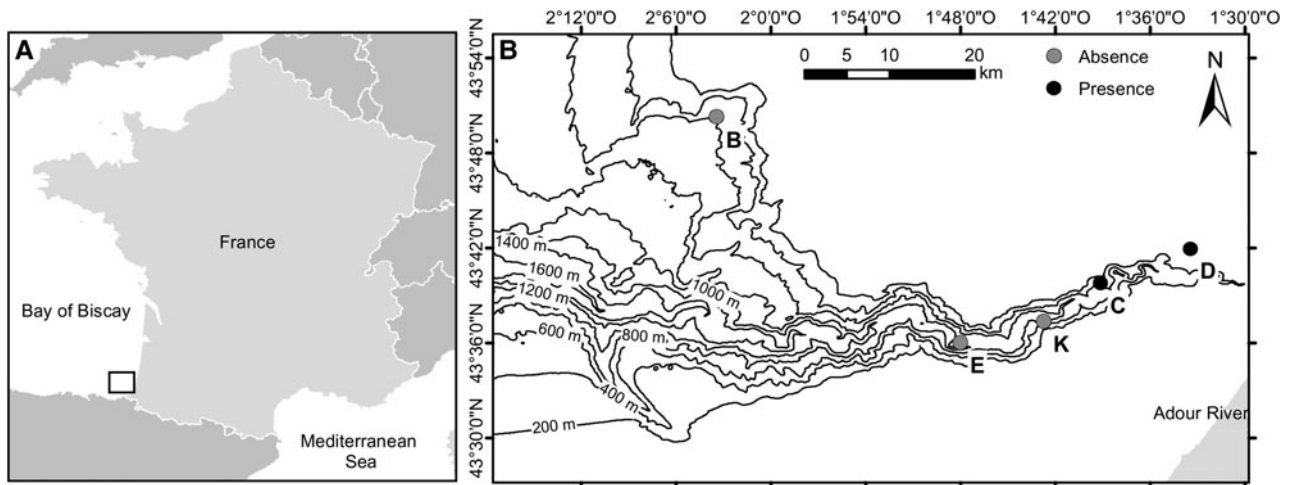 A
France
Bay of Biscay
Mediterranean
Sea
B
2°12'0"O 2°6'0"O 2°0'0"O 1°54'0"O 1°48'0"O 1°42'0"O 1°36'0"O 1°30'0"O
43°54'0"N
43°48'0"N
43°42'0"N
43°36'0"N
43°30'0"N
0 5 10 20
km
Absence
Presence
N
B
1400 m
1600 m
1200 m
1000 m
600 m
800 m
400 m
200 m
D
C
K
E
Adour River